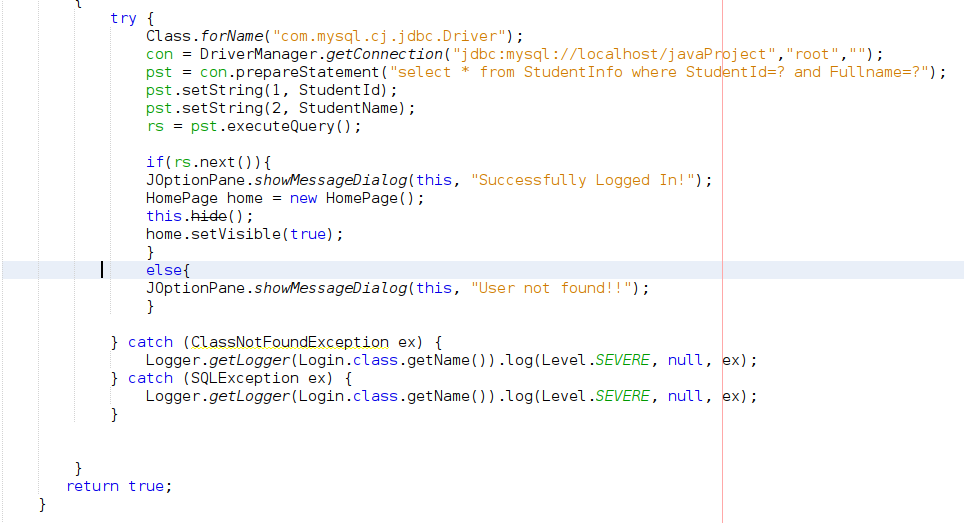 {
try {
Class.forName("com.mysql.cj.jdbc.Driver");
con = DriverManager.getConnection("jdbc:mysql://localhost/javaProject","root","");
pst = con.prepareStatement("select * from StudentInfo where StudentId=? and Fullname=?");
pst.setString(1, StudentId);
pst.setString(2, StudentName);
rs = pst.executeQuery();
if(rs.next()){
JOptionPane.showMessageDialog(this, "Successfully Logged In!");
HomePage home = new HomePage();
this.hide();
home.setVisible(true);
}
else{
JOptionPane.showMessageDialog(this, "User not found!!");
}
} catch (ClassNotFoundException ex) {
Logger.getLogger(Login.class.getName()).log(Level.SEVERE, null, ex);
} catch (SQLException ex) {
Logger.getLogger(Login.class.getName()).log(Level.SEVERE, null, ex);
}
}
return true;
}